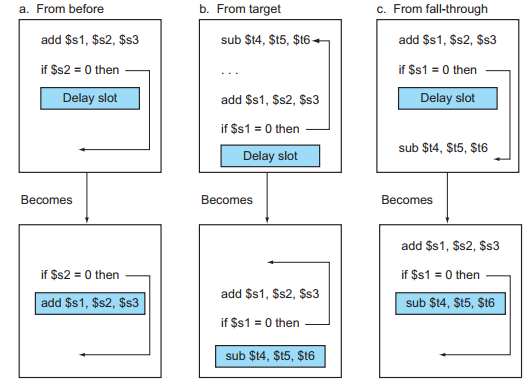 a. From before
add $s1, $s2, $s3
if $s2 = 0 then
Delay slot
Becomes
if $s2 = 0 then
add $s1, $s2, $s3
b. From target
sub $t4, $t5, $t6
. . .
add $s1, $s2, $s3
if $s1 = 0 then
Delay slot
Becomes
add $s1, $s2, $s3
if $s1 = 0 then
sub $t4, $t5, $t6
c. From fall-through
add $s1, $s2, $s3
if $s1 = 0 then
Delay slot
sub $t4, $t5, $t6
Becomes
add $s1, $s2, $s3
if $s1 = 0 then
sub $t4, $t5, $t6